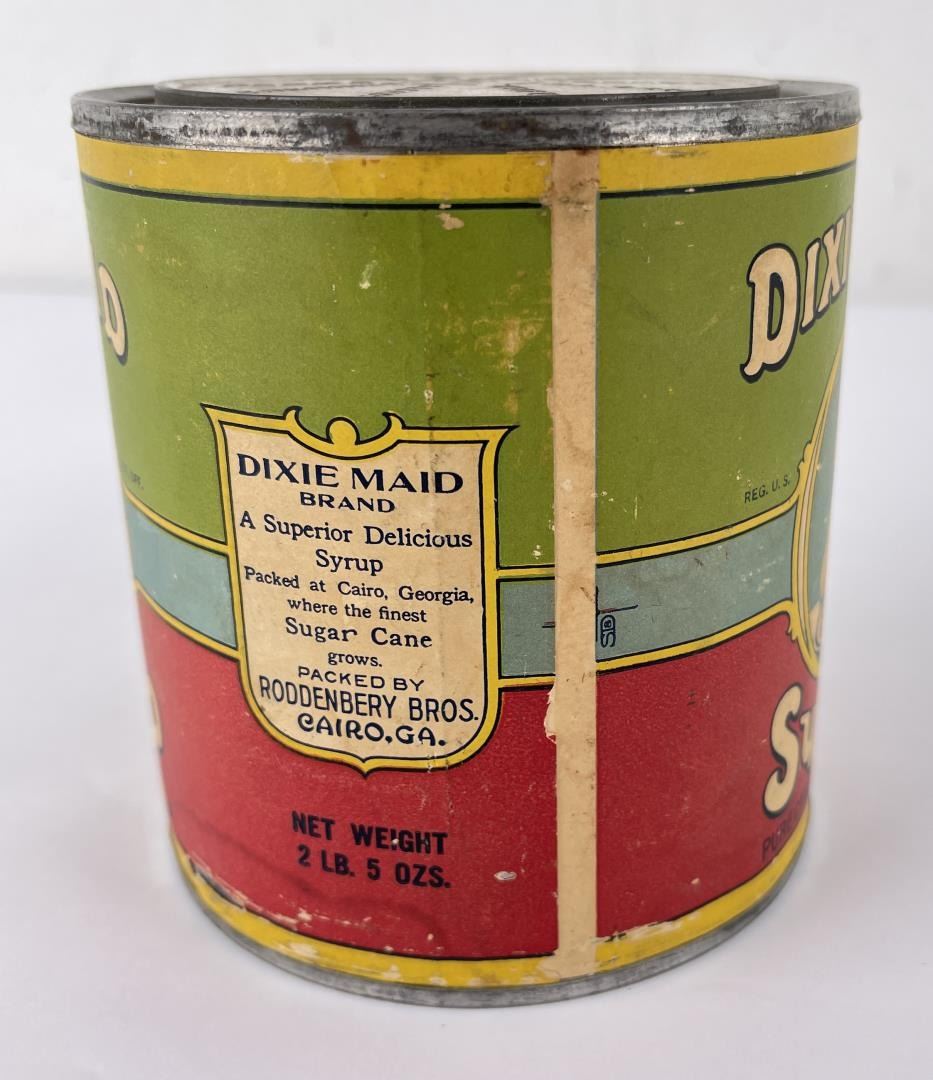 DIXIE MAID
BRAND
A Superior Delicious
Syrup
Packed at Cairo, Georgia,
where the finest
Sugar Cane
grows.
PACKED BY
RODDENBERY BROS.
CAIRO, GA.
NET WEIGHT
2 LB. 5 OZS.
REG. U. S.